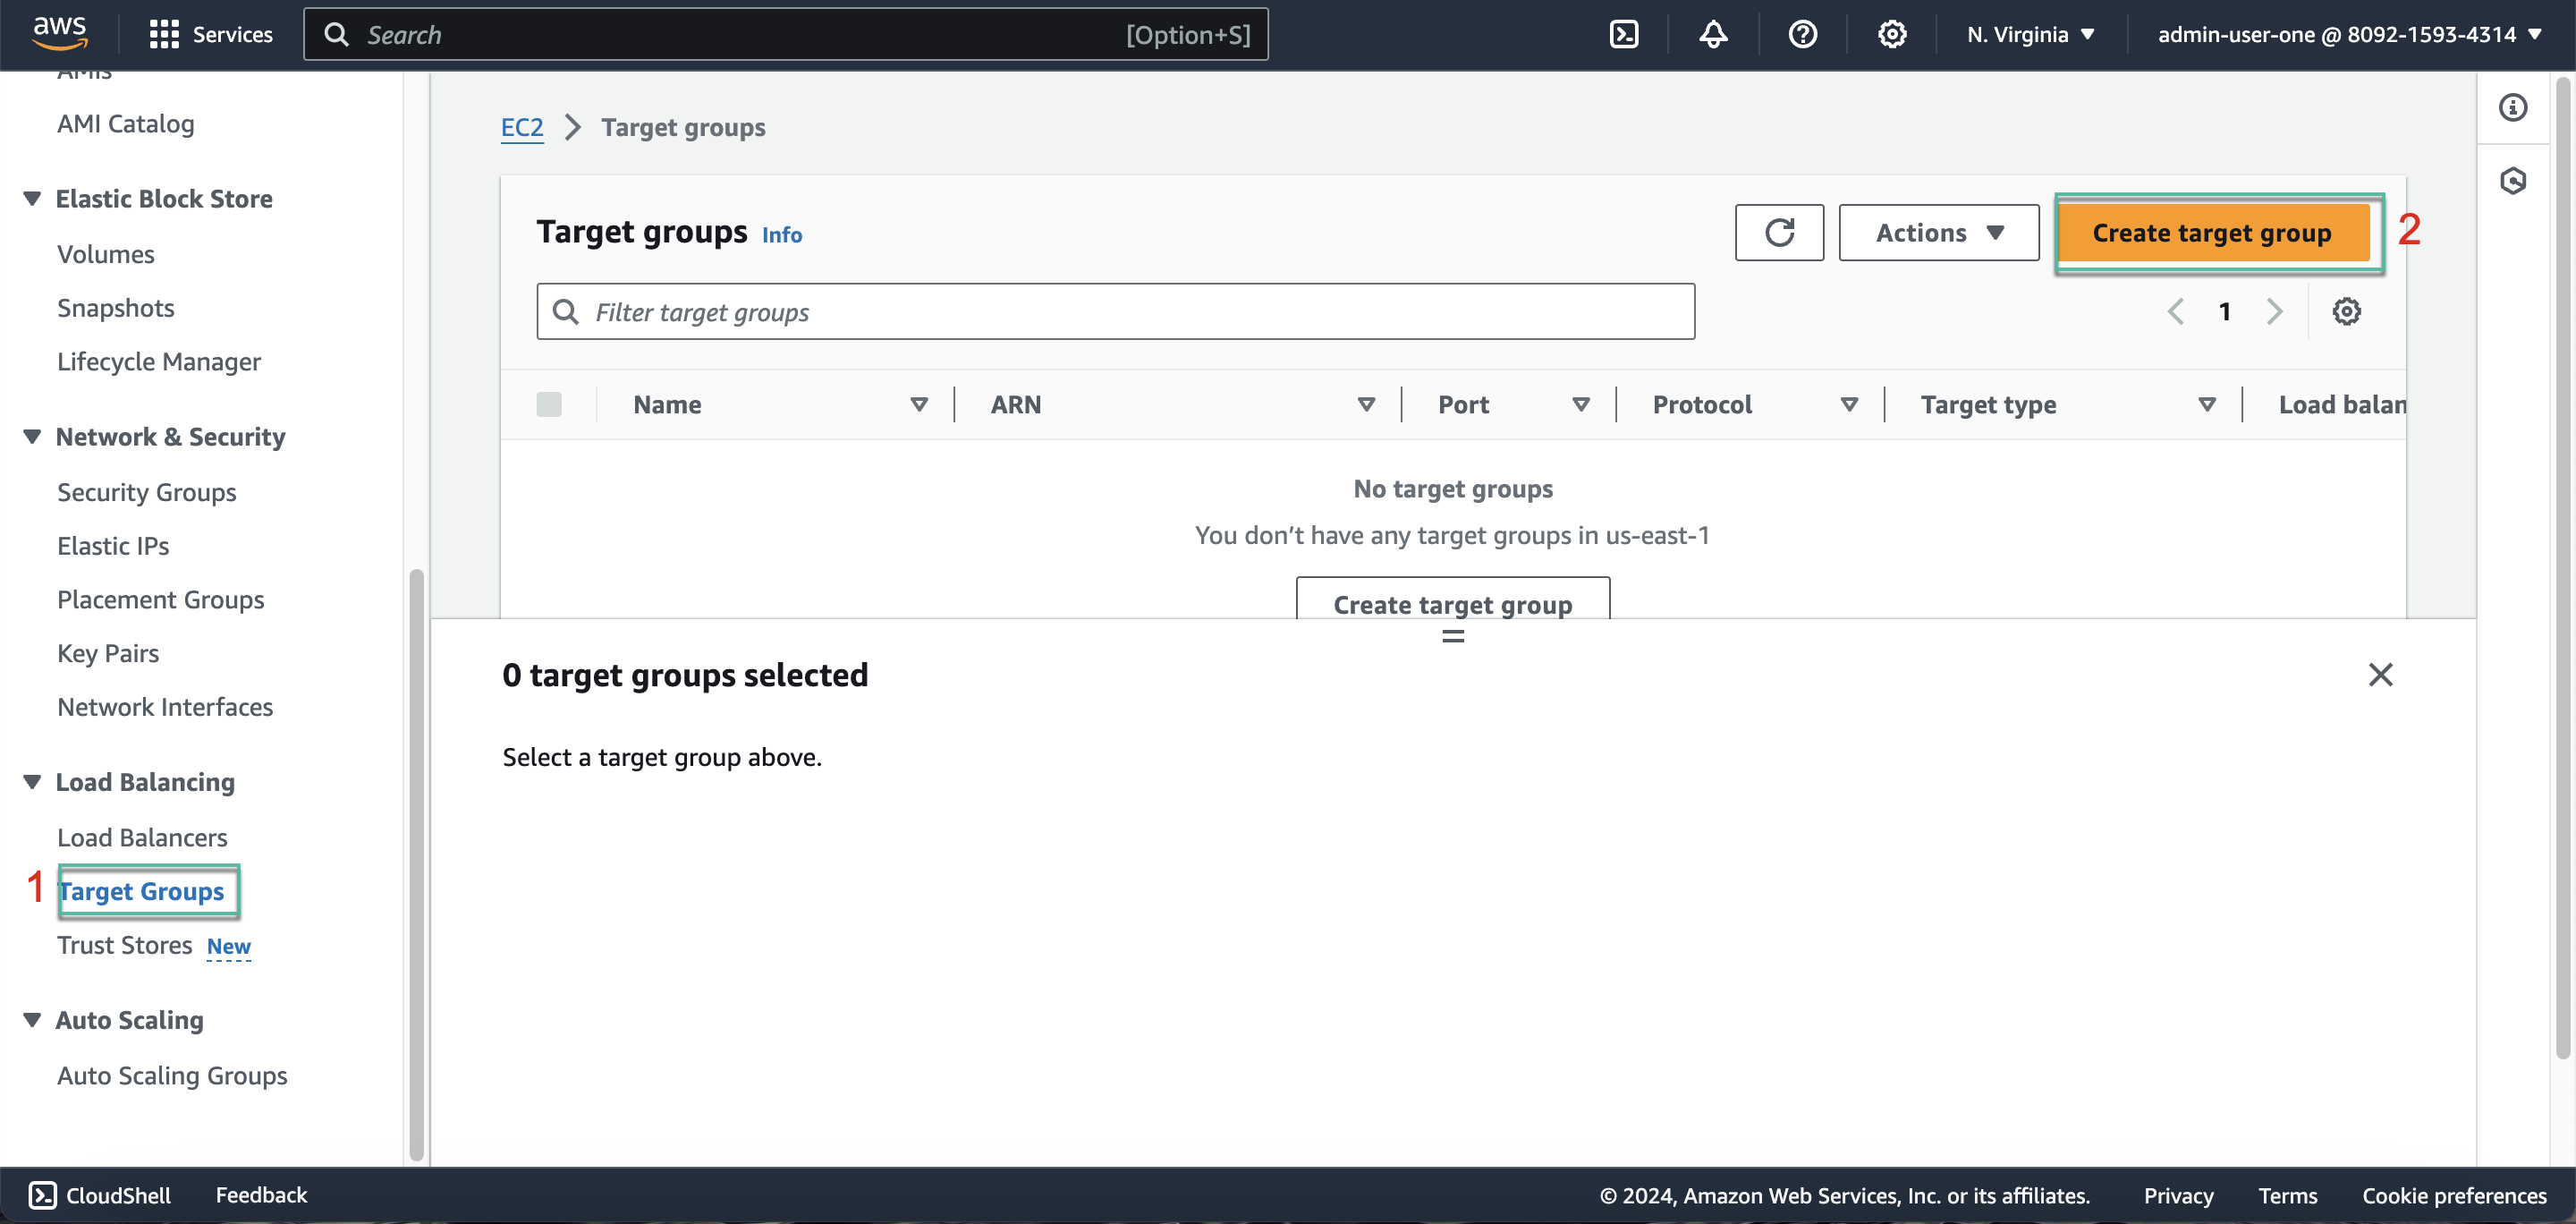 aws
Services
Search
[Option+S]
N. Virginia
admin-user-one @ 8092-1593-4314
AMIs
AMI Catalog
Elastic Block Store
Volumes
Snapshots
Lifecycle Manager
Network & Security
Security Groups
Elastic IPs
Placement Groups
Key Pairs
Network Interfaces
Load Balancing
Load Balancers
1 Target Groups
Trust Stores New
Auto Scaling
Auto Scaling Groups
EC2 > Target groups
Target groups Info
Actions
Create target group 2
Filter target groups
1
Name ARN Port Protocol Target type Load balan
No target groups
You don’t have any target groups in us-east-1
Create target group
0 target groups selected
Select a target group above.
CloudShell Feedback
© 2024, Amazon Web Services, Inc. or its affiliates. Privacy Terms Cookie preferences